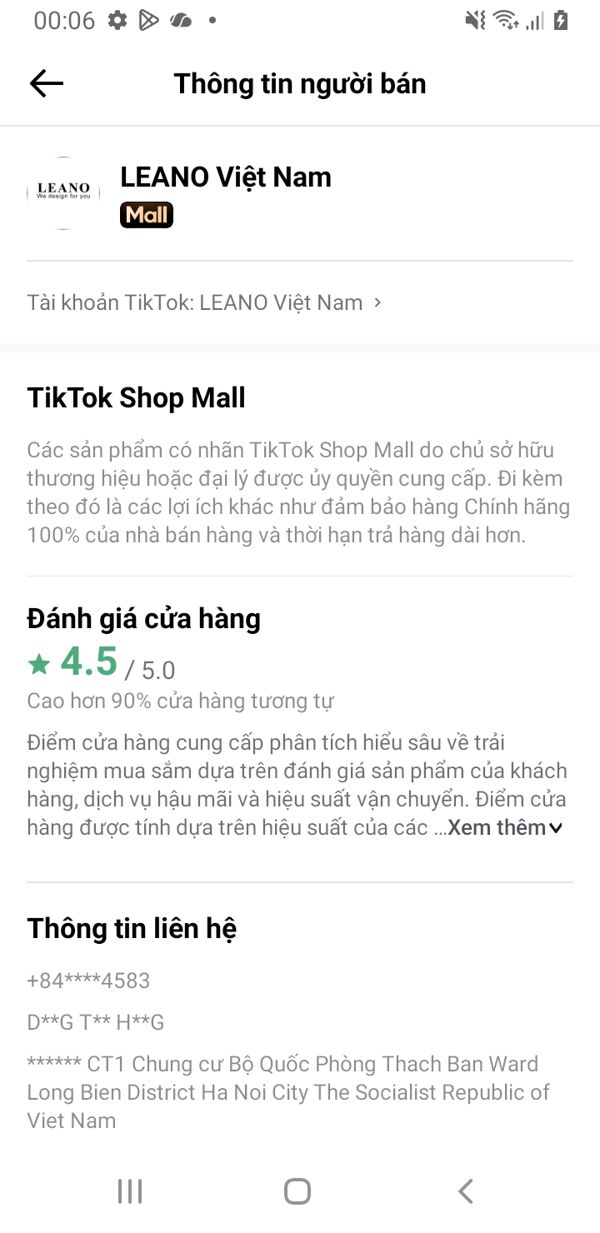 00:06
Thông tin người bán
LEANO
We design for you
LEANO Việt Nam
Mall
Tài khoản TikTok: LEANO Việt Nam
TikTok Shop Mall
Các sản phẩm có nhãn TikTok Shop Mall do chủ sở hữu
thương hiệu hoặc đại lý được ủy quyền cung cấp. Đi kèm
theo đó là các lợi ích khác như đảm bảo hàng Chính hãng
100% của nhà bán hàng và thời hạn trả hàng dài hơn.
Đánh giá cửa hàng
4.5 / 5.0
Cao hơn 90% cửa hàng tương tự
Điểm cửa hàng cung cấp phân tích hiểu sâu về trải
nghiệm mua sắm dựa trên đánh giá sản phẩm của khách
hàng, dịch vụ hậu mãi và hiệu suất vận chuyển. Điểm cửa
hàng được tính dựa trên hiệu suất của các ...Xem thêm
Thông tin liên hệ
+84****4583
D**G T** H**G
****** CT1 Chung cư Bộ Quốc Phòng Thach Ban Ward
Long Bien District Ha Noi City The Socialist Republic of
Viet Nam